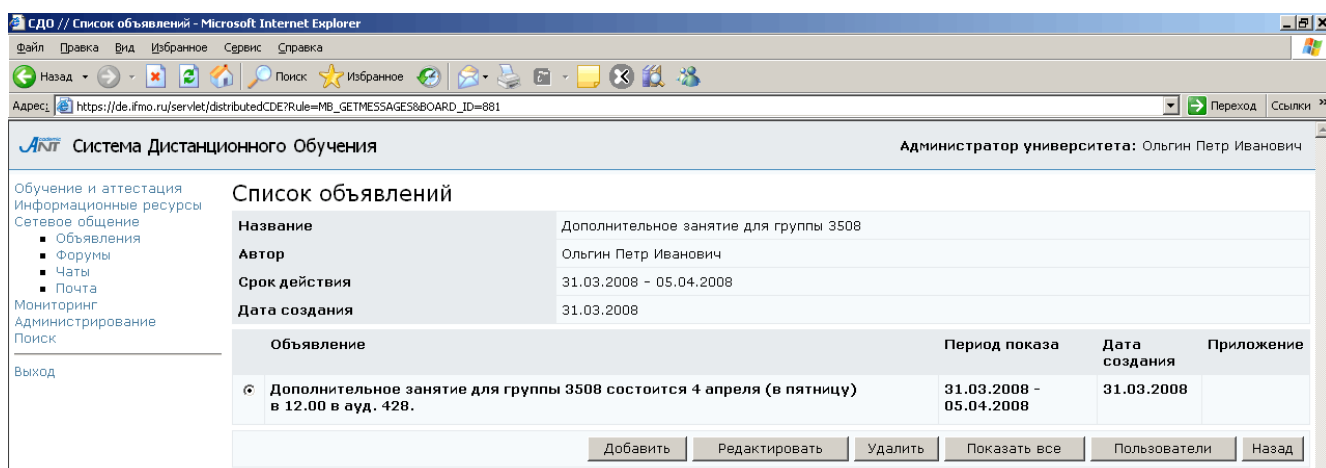 СДО // Список объявлений - Microsoft Internet Explorer
Файл Правка Вид Избранное Сервис Справка
Назад Поиск Избранное
Адрес: https://de.ifmo.ru/servlet/distributedCDE?Rule=MB_GETMESSAGES&BOARD_ID=881 Переход Ссылки »
Academic ANT Система Дистанционного Обучения Администратор университета: Ольгин Петр Иванович
Обучение и аттестация
Информационные ресурсы
Сетевое общение
Объявления
Форумы
Чаты
Почта
Мониторинг
Администрирование
Поиск
Выход
Список объявлений
Название Дополнительное занятие для группы 3508
Автор Ольгин Петр Иванович
Срок действия 31.03.2008 - 05.04.2008
Дата создания 31.03.2008
Объявление Период показа Дата создания Приложение
Дополнительное занятие для группы 3508 состоится 4 апреля (в пятницу)
в 12.00 в ауд. 428.
31.03.2008 -
05.04.2008
31.03.2008
Добавить Редактировать Удалить Показать все Пользователи Назад